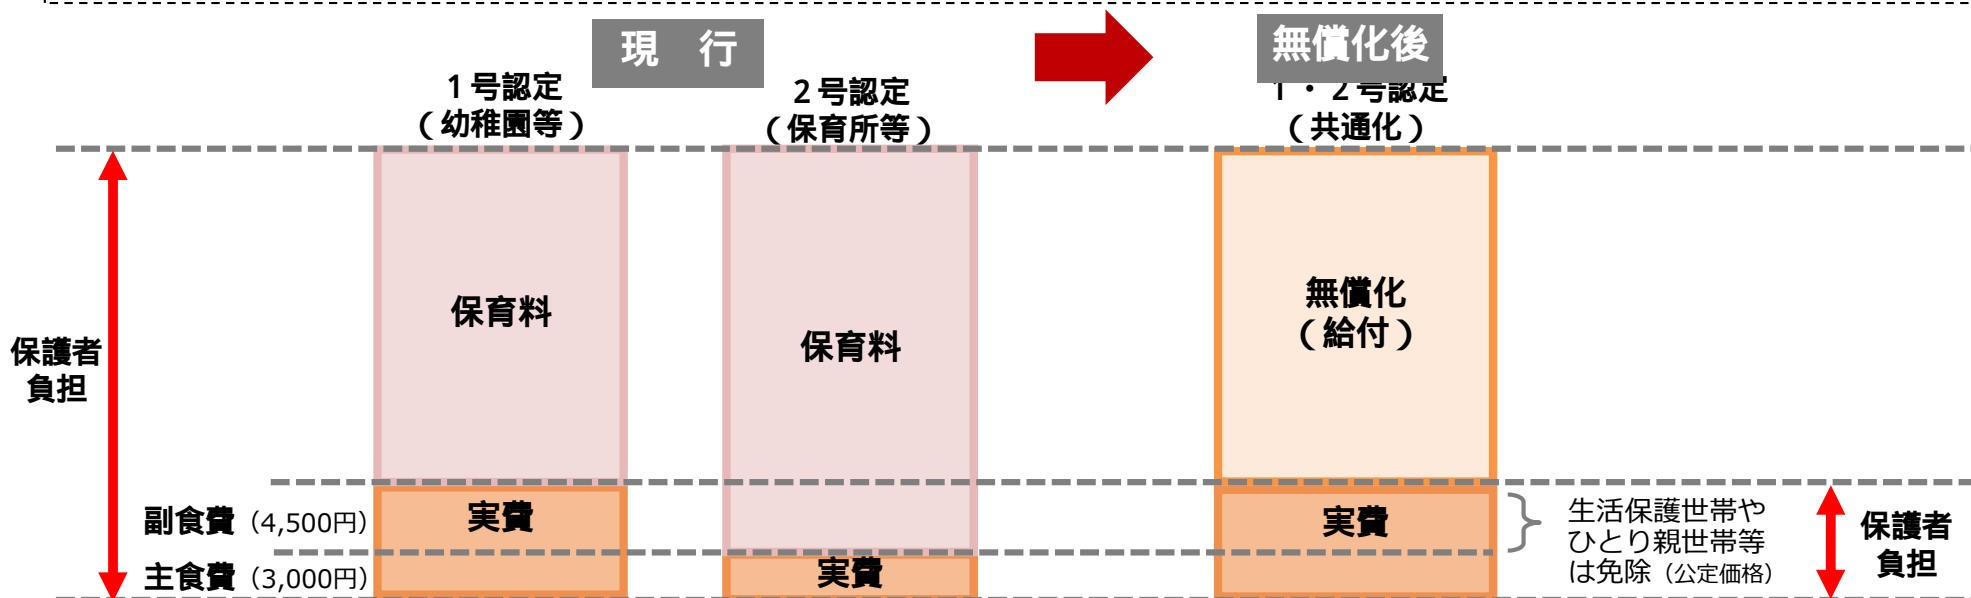 現　行
無償化後
１号認定
（幼稚園等）
２号認定
（保育所等）
１・２号認定
（共通化）
保育料
保育料
無償化
（給付）
保護者
負担
副食費（4,500円）
実費
実費
生活保護世帯や
ひとり親世帯等
は免除（公定価格）
保護者
負担
主食費（3,000円）
実費